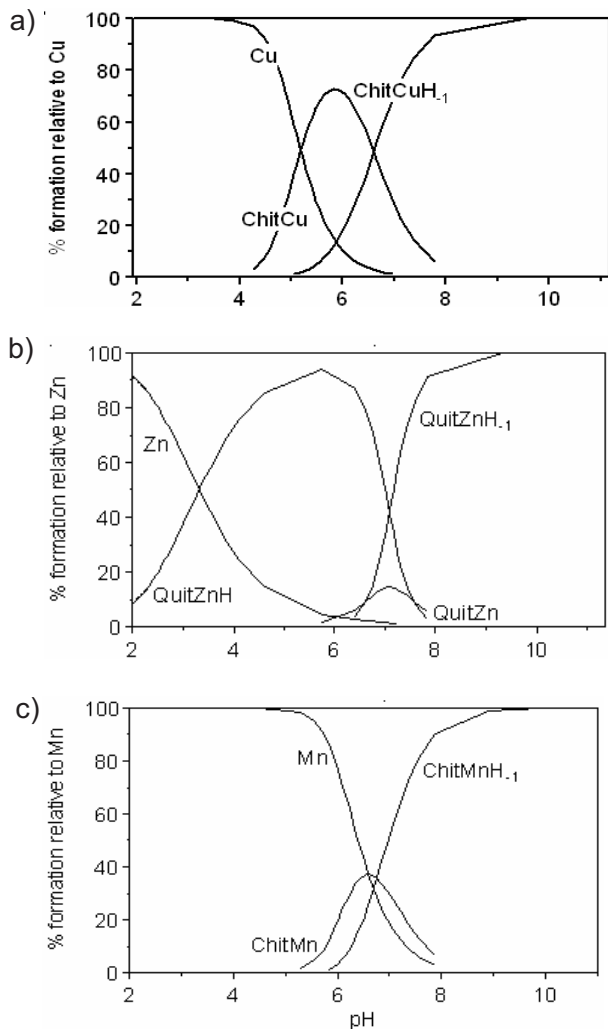 a)
% formation relative to Cu
100
80
60
40
20
0
Cu
ChitCuH-1
ChitCu
2 4 6 8 10
b)
% formation relative to Zn
100
80
60
40
20
0
Zn
QuitZnH-1
QuitZnH
QuitZn
2 4 6 8 10
c)
% formation relative to Mn
100
80
60
40
20
0
Mn
ChitMnH-1
ChitMn
2 4 6 8 10
pH